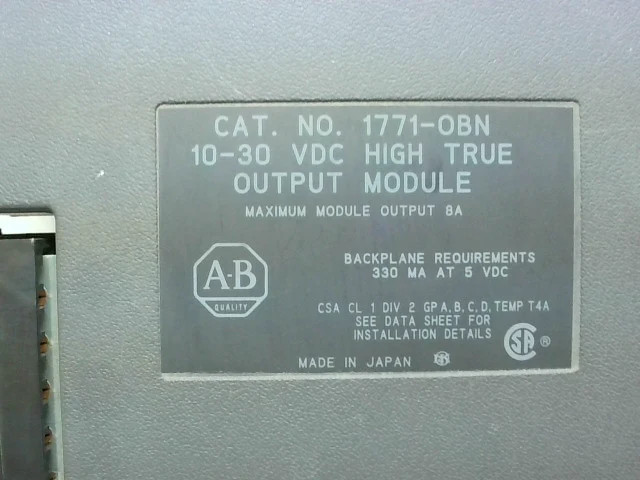 CAT. NO. 1771-OBN
10-30 VDC HIGH TRUE
OUTPUT MODULE
MAXIMUM MODULE OUTPUT 8A
A-B
QUALITY
BACKPLANE REQUIREMENTS
330 MA AT 5 VDC
CSA CL 1 DIV 2 GP A, B, C, D, TEMP T4A
SEE DATA SHEET FOR
INSTALLATION DETAILS
SA ®
MADE IN JAPAN